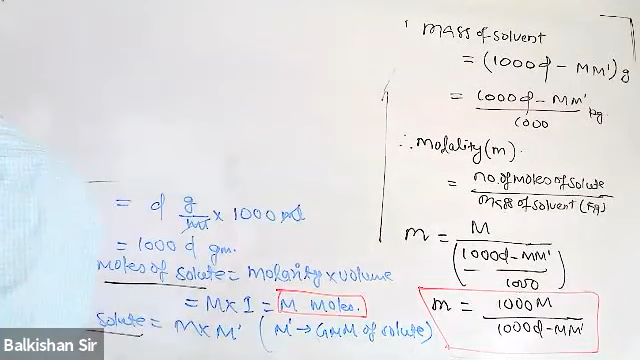 = d g/ml × 1000 ml
= 1000 d gm.
moles of solute = molarity × volume
= M × 1 = M moles.
solute = M × M' (M' → GMM of solute)
Mass of solvent
= (1000d - MM') g
= 1000d - MM' / 1000 kg
∴ Molality (m)
= no. of moles of solute / mass of solvent (kg)
m = M / (1000d - MM' / 1000)
m = 1000M / 1000d - MM'
Balkishan Sir